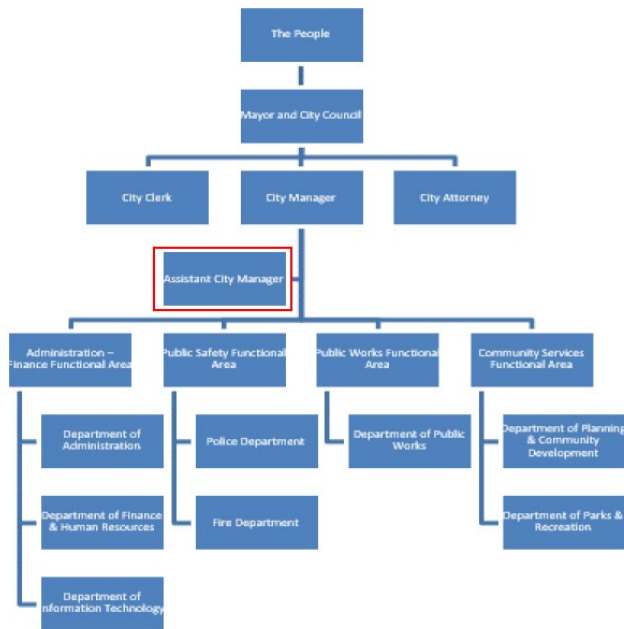 The People
Mayor and City Council
City Clerk
City Manager
City Attorney
Assistant City Manager
Administration –
Finance Functional Area
Public Safety Functional
Area
Public Works Functional
Area
Community Services
Functional Area
Department of
Administration
Police Department
Department of Public
Works
Department of Planning
& Community
Development
Department of Finance
& Human Resources
Fire Department
Department of Parks &
Recreation
Department of
Information Technology